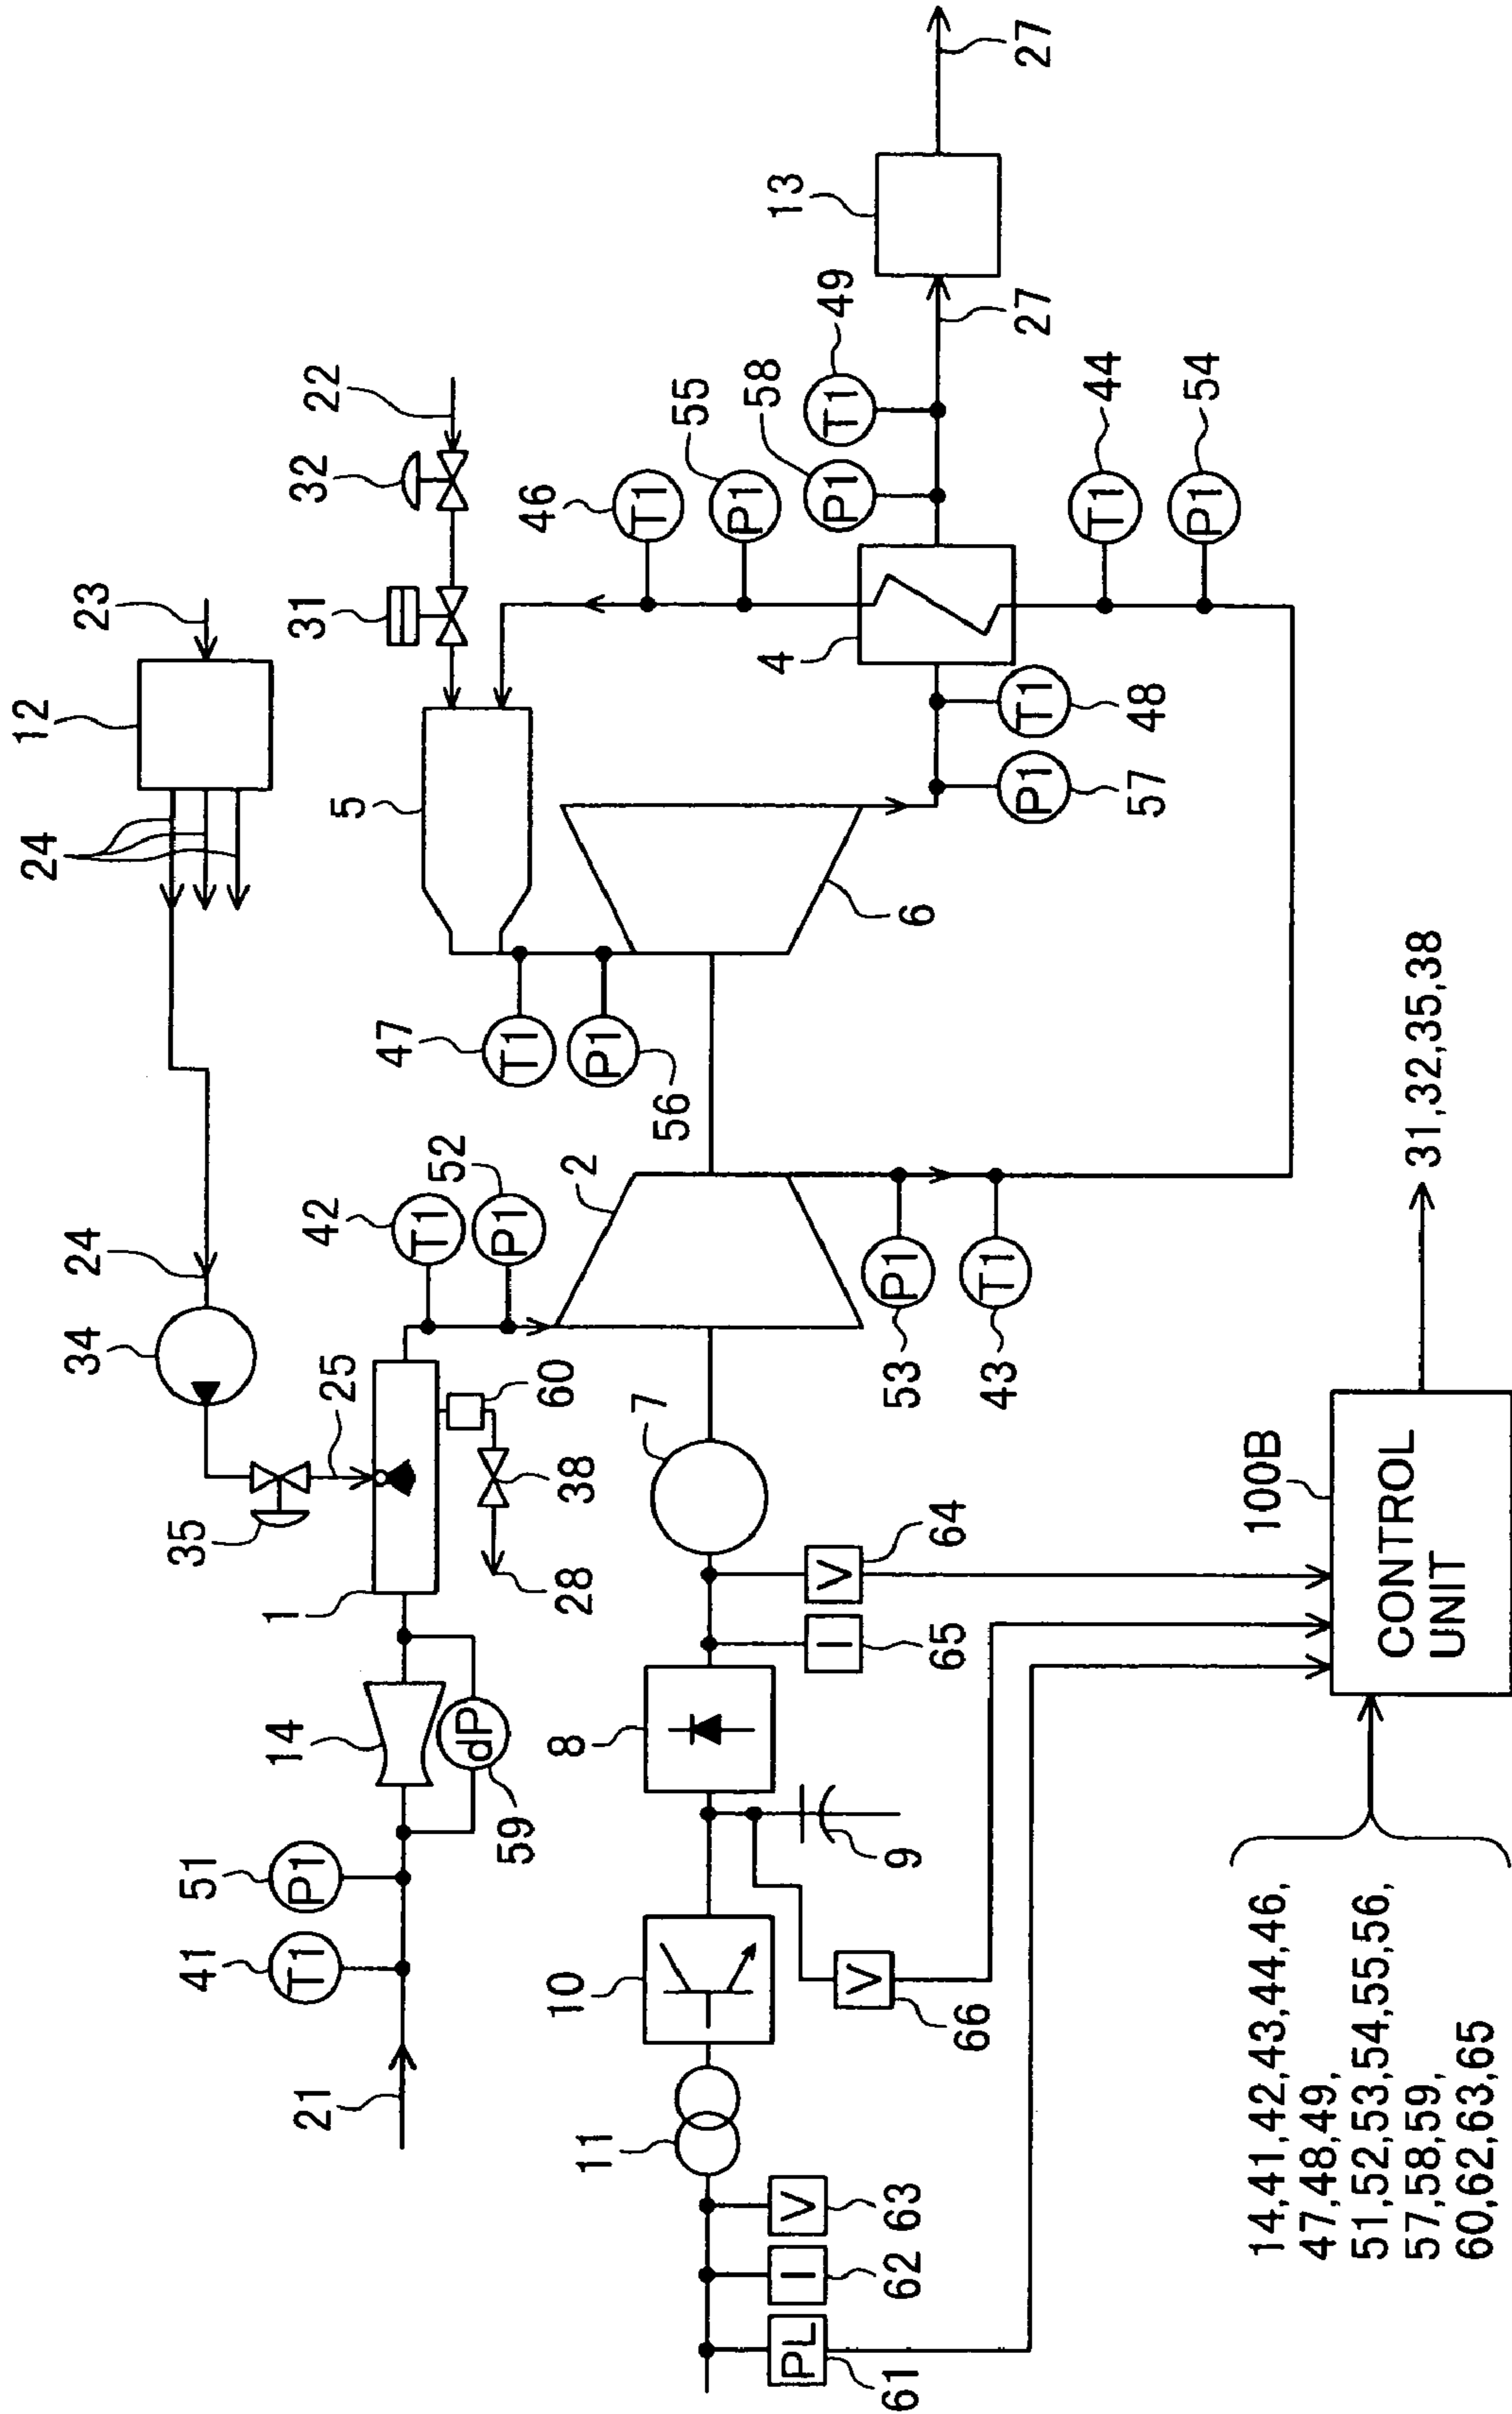 24
12
34
24
23
41
51
35
T1
P1
14
1
21
25
42
31
32
22
47
5
T1
52
dP
59
60
P1
T1
46
T1
28
38
10
8
2
P1
56
11
7
55
P1
4
13
V
I
PL
V
I
V
64
58
P1
49
T1
63
62
61
66
65
9
53
P1
6
43
T1
P1
57
T1
48
27
27
44
T1
54
P1
100B
CONTROL
UNIT
31,32,35,38
14,41,42,43,44,46,
47,48,49,
51,52,53,54,55,56,
57,58,59,
60,62,63,65